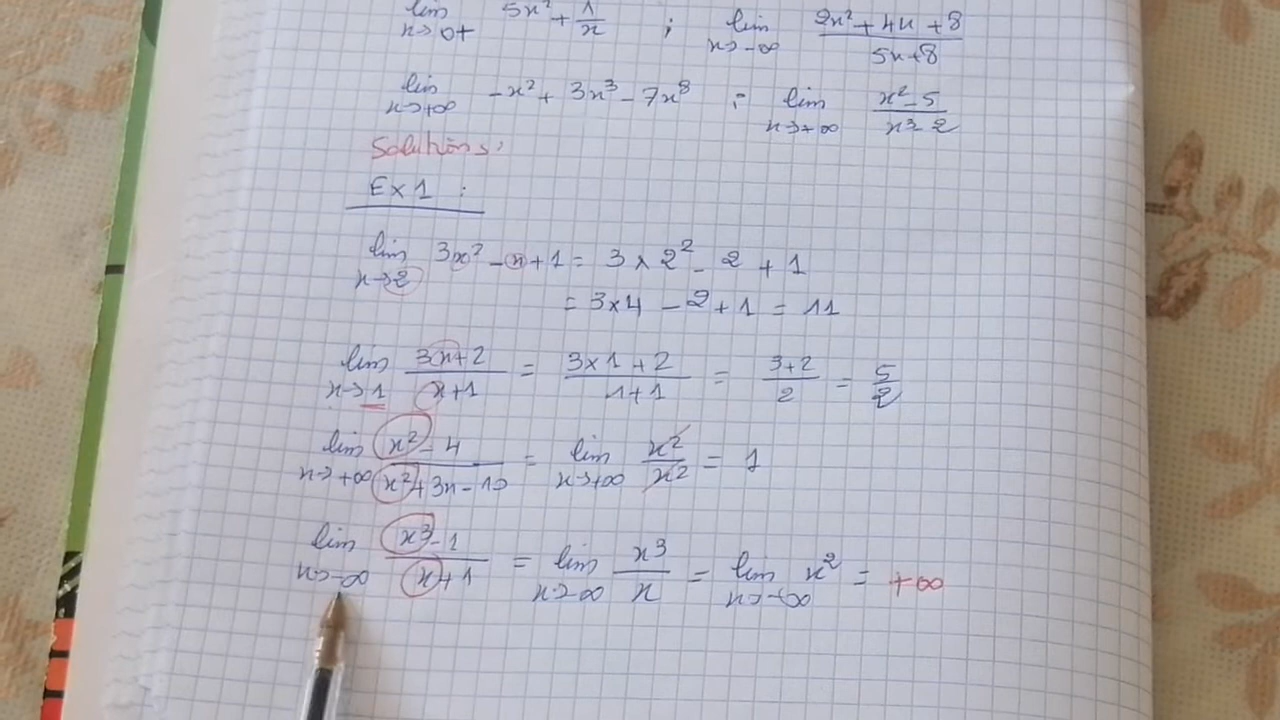 lim x→0+ 5x² + 1/x ; lim x→-∞ (2x² + 4x + 8)/(5x+8)
lim x→+∞ -x² + 3x³ - 7x⁸ ; lim x→+∞ (x² - 5)/(x³ - 2)
Solutions:
Ex 1 :
lim x→2 3x² - x + 1 = 3 × 2² - 2 + 1
= 3×4 - 2 + 1 = 11
lim x→1 (3x+2)/(x+1) = (3×1+2)/(1+1) = (3+2)/2 = 5/2
lim x→+∞ (x² - 4)/(x² + 3x - 10) = lim x→+∞ x²/x² = 1
lim x→-∞ (x³ - 1)/(x + 1) = lim x→-∞ x³/x = lim x→-∞ x² = +∞